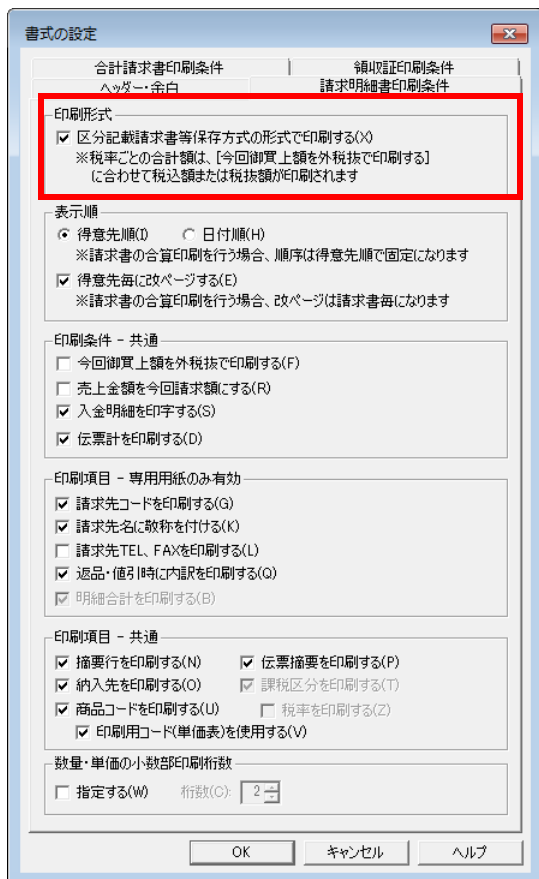 書式の設定
合計請求書印刷条件
領収証印刷条件
ヘッダー・余白
請求明細書印刷条件
印刷形式
区分記載請求書等保存方式の形式で印刷する(X)
※税率ごとの合計額は、[今回御買上額を外税抜で印刷する]
に合わせて税込額または税抜額が印刷されます
表示順
得意先順(I) 日付順(H)
※請求書の合算印刷を行う場合、順序は得意先順で固定になります
得意先毎に改ページする(E)
※請求書の合算印刷を行う場合、改ページは請求書毎になります
印刷条件 - 共通
今回御買上額を外税抜で印刷する(F)
売上金額を今回請求額にする(R)
入金明細を印字する(S)
伝票計を印刷する(D)
印刷項目 - 専用用紙のみ有効
請求先コードを印刷する(G)
請求先名に敬称を付ける(K)
請求先TEL、FAXを印刷する(L)
返品・値引時に内訳を印刷する(Q)
明細合計を印刷する(B)
印刷項目 - 共通
摘要行を印刷する(N) 伝票摘要を印刷する(P)
納入先を印刷する(O) 課税区分を印刷する(T)
商品コードを印刷する(U) 税率を印刷する(Z)
印刷用コード(単価表)を使用する(V)
数量・単価の小数部印刷桁数
指定する(W) 桁数(C): 2
OK キャンセル ヘルプ